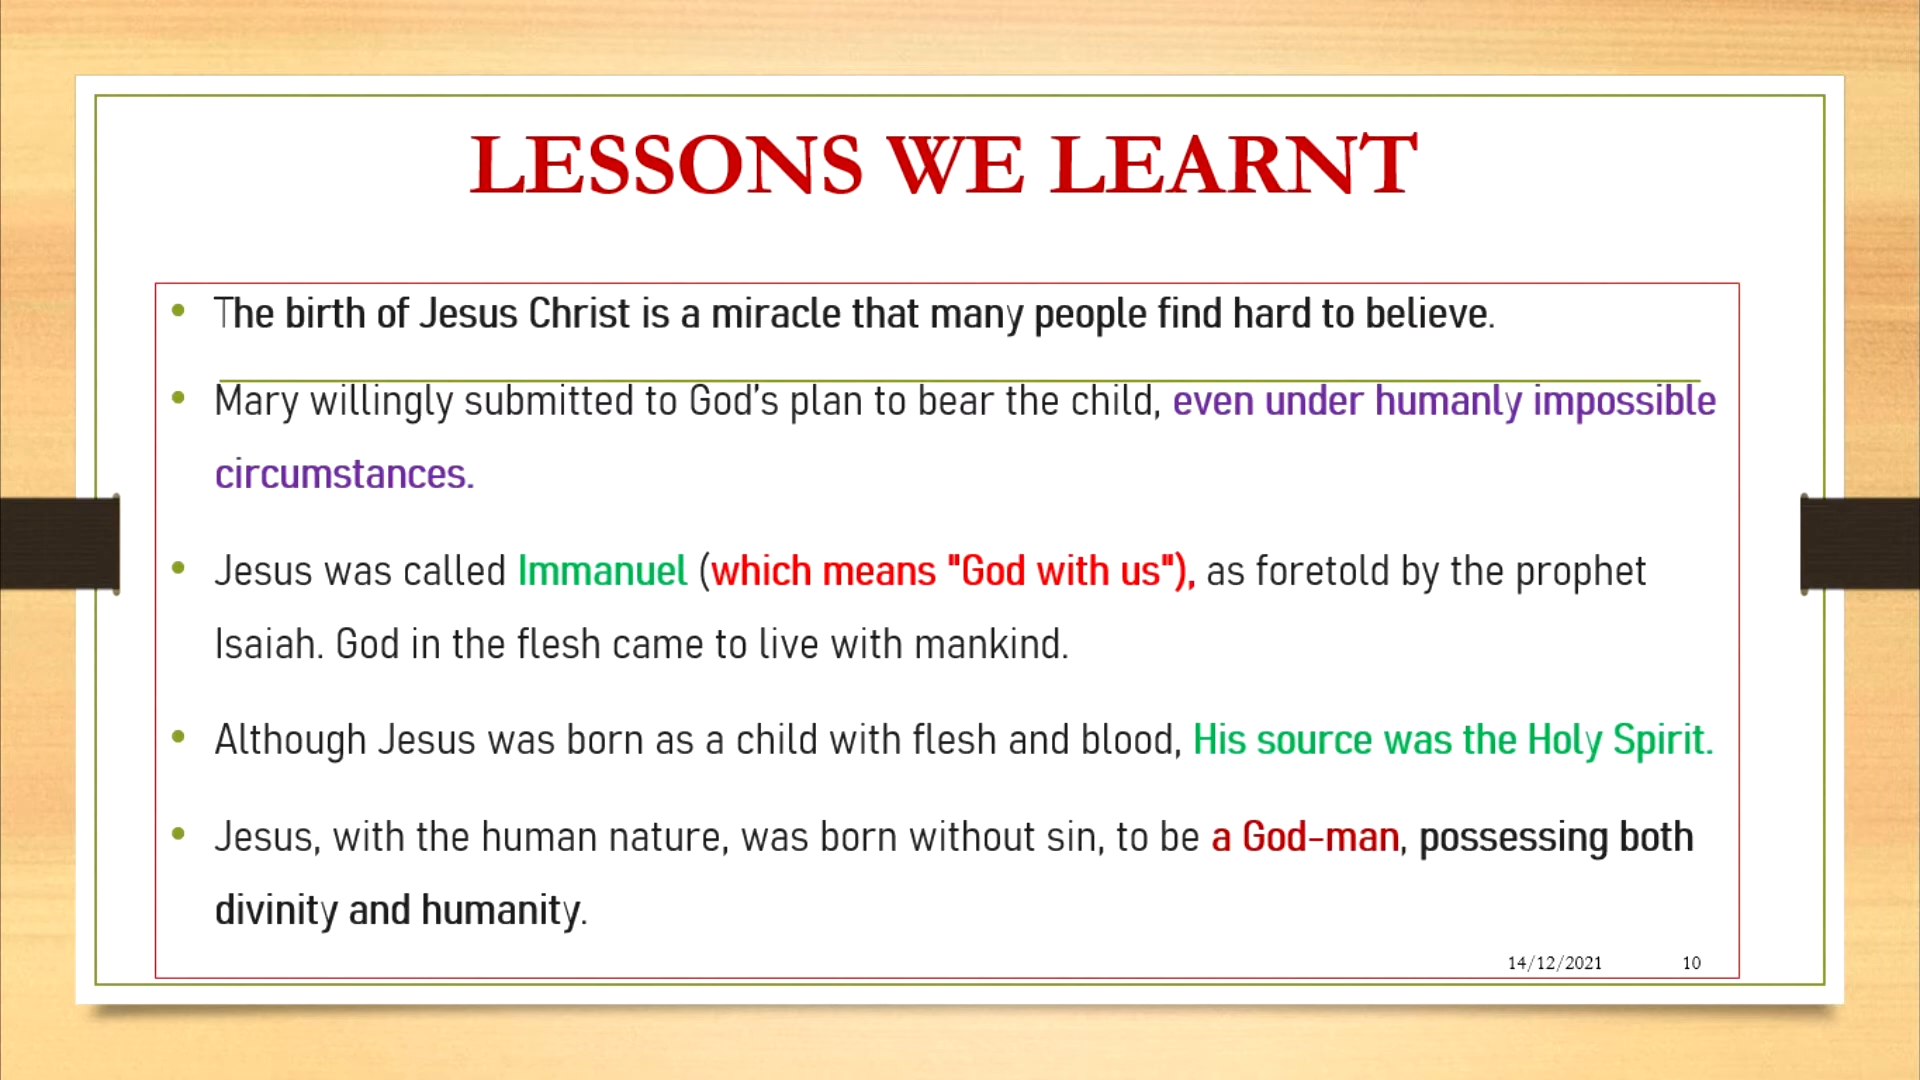 LESSONS WE LEARNT
• The birth of Jesus Christ is a miracle that many people find hard to believe.
• Mary willingly submitted to God’s plan to bear the child, even under humanly impossible
circumstances.
• Jesus was called Immanuel (which means "God with us"), as foretold by the prophet
Isaiah. God in the flesh came to live with mankind.
• Although Jesus was born as a child with flesh and blood, His source was the Holy Spirit.
• Jesus, with the human nature, was born without sin, to be a God-man, possessing both
divinity and humanity.
14/12/2021 10